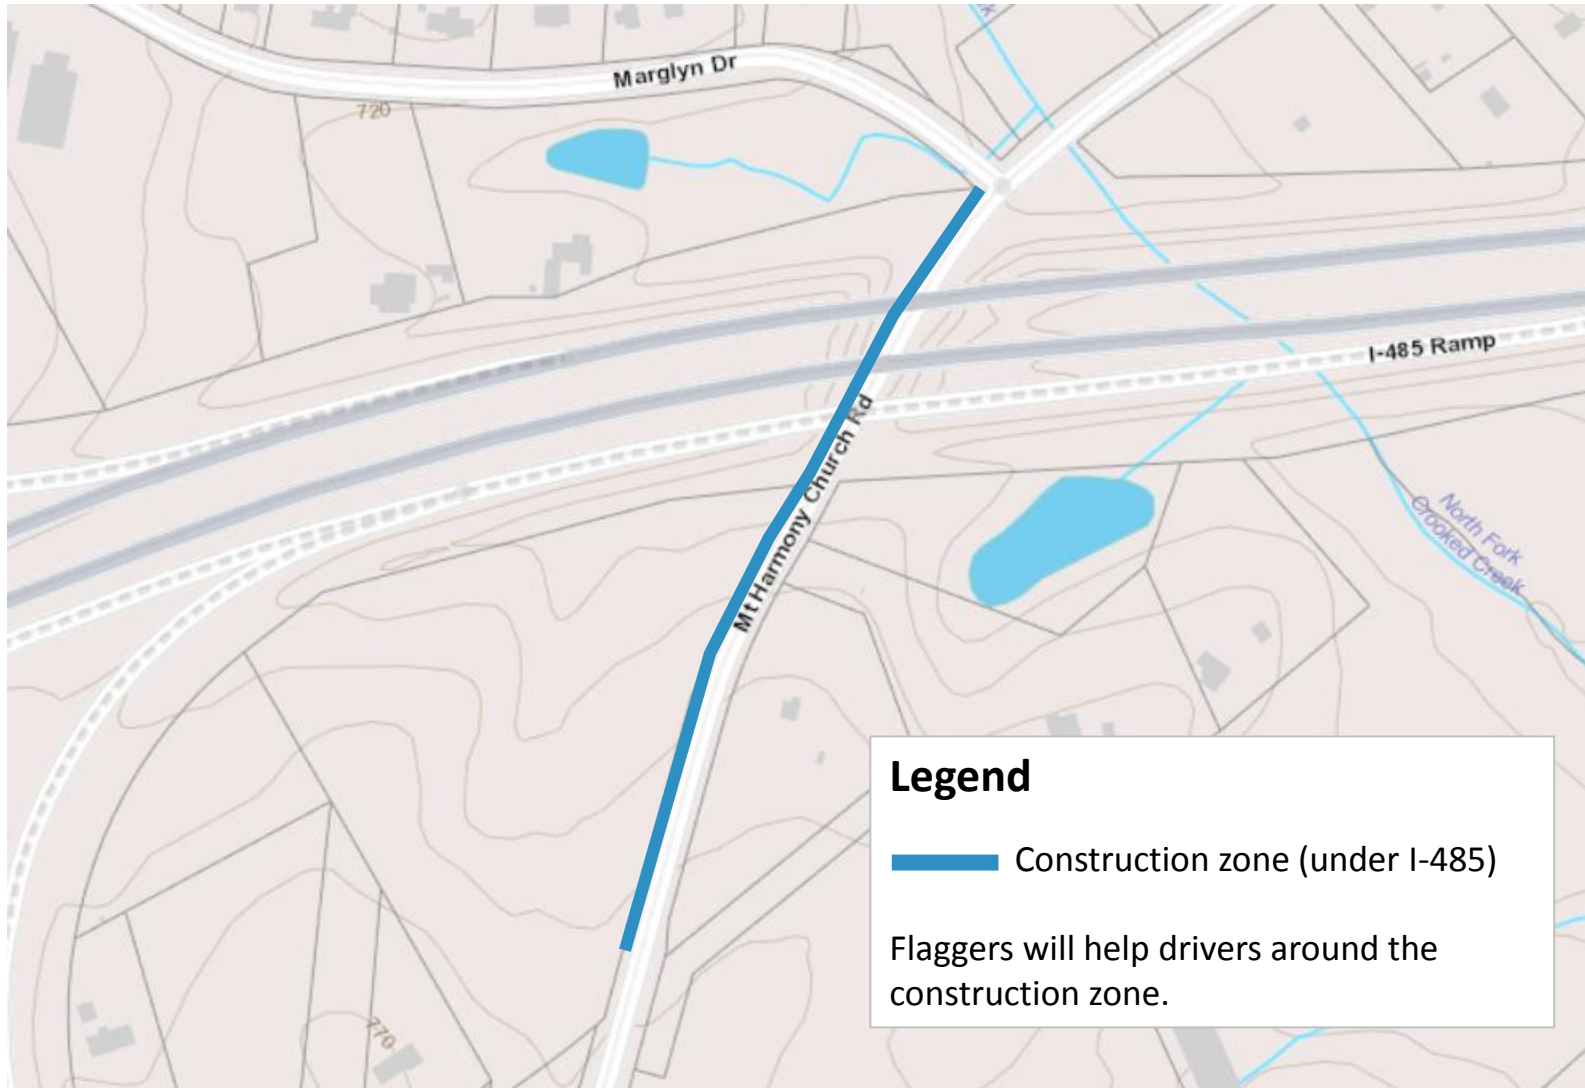 Marglyn Dr
720
I-485 Ramp
Mt Harmony Church Rd
North Fork
Crooked Creek
770
Legend
Construction zone (under I-485)
Flaggers will help drivers around the
construction zone.